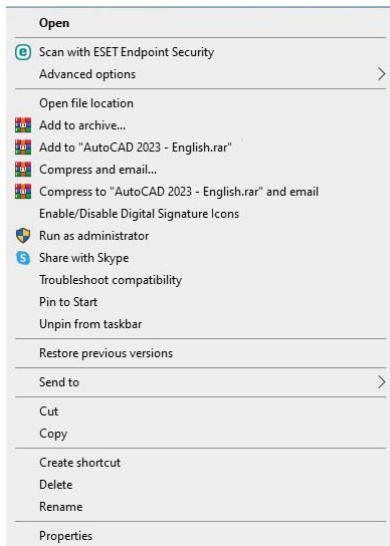 Open
Scan with ESET Endpoint Security
Advanced options
Open file location
Add to archive...
Add to "AutoCAD 2023 - English.rar"
Compress and email...
Compress to "AutoCAD 2023 - English.rar" and email
Enable/Disable Digital Signature Icons
Run as administrator
Share with Skype
Troubleshoot compatibility
Pin to Start
Unpin from taskbar
Restore previous versions
Send to
Cut
Copy
Create shortcut
Delete
Rename
Properties